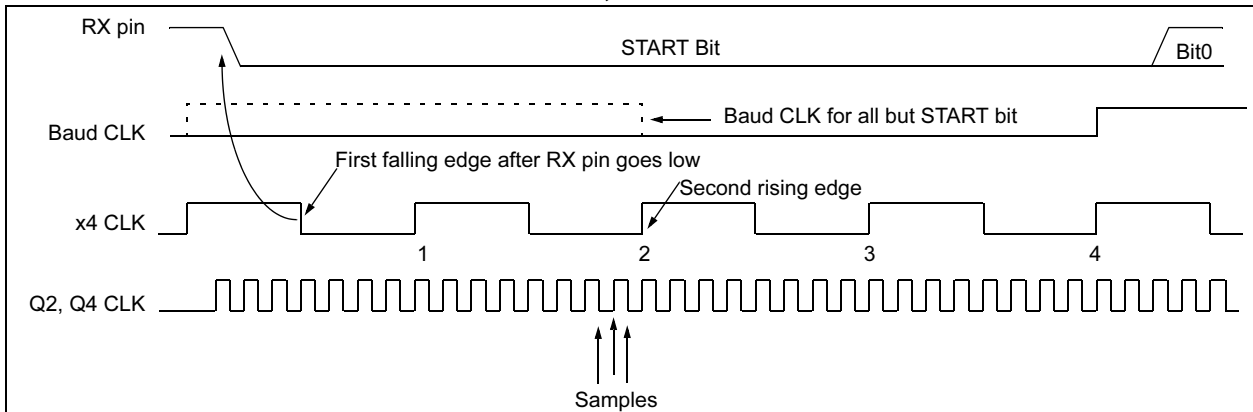 RX pin
START Bit
Bit0
Baud CLK for all but START bit
Baud CLK
First falling edge after RX pin goes low
Second rising edge
x4 CLK
1 2 3 4
Q2, Q4 CLK
Samples